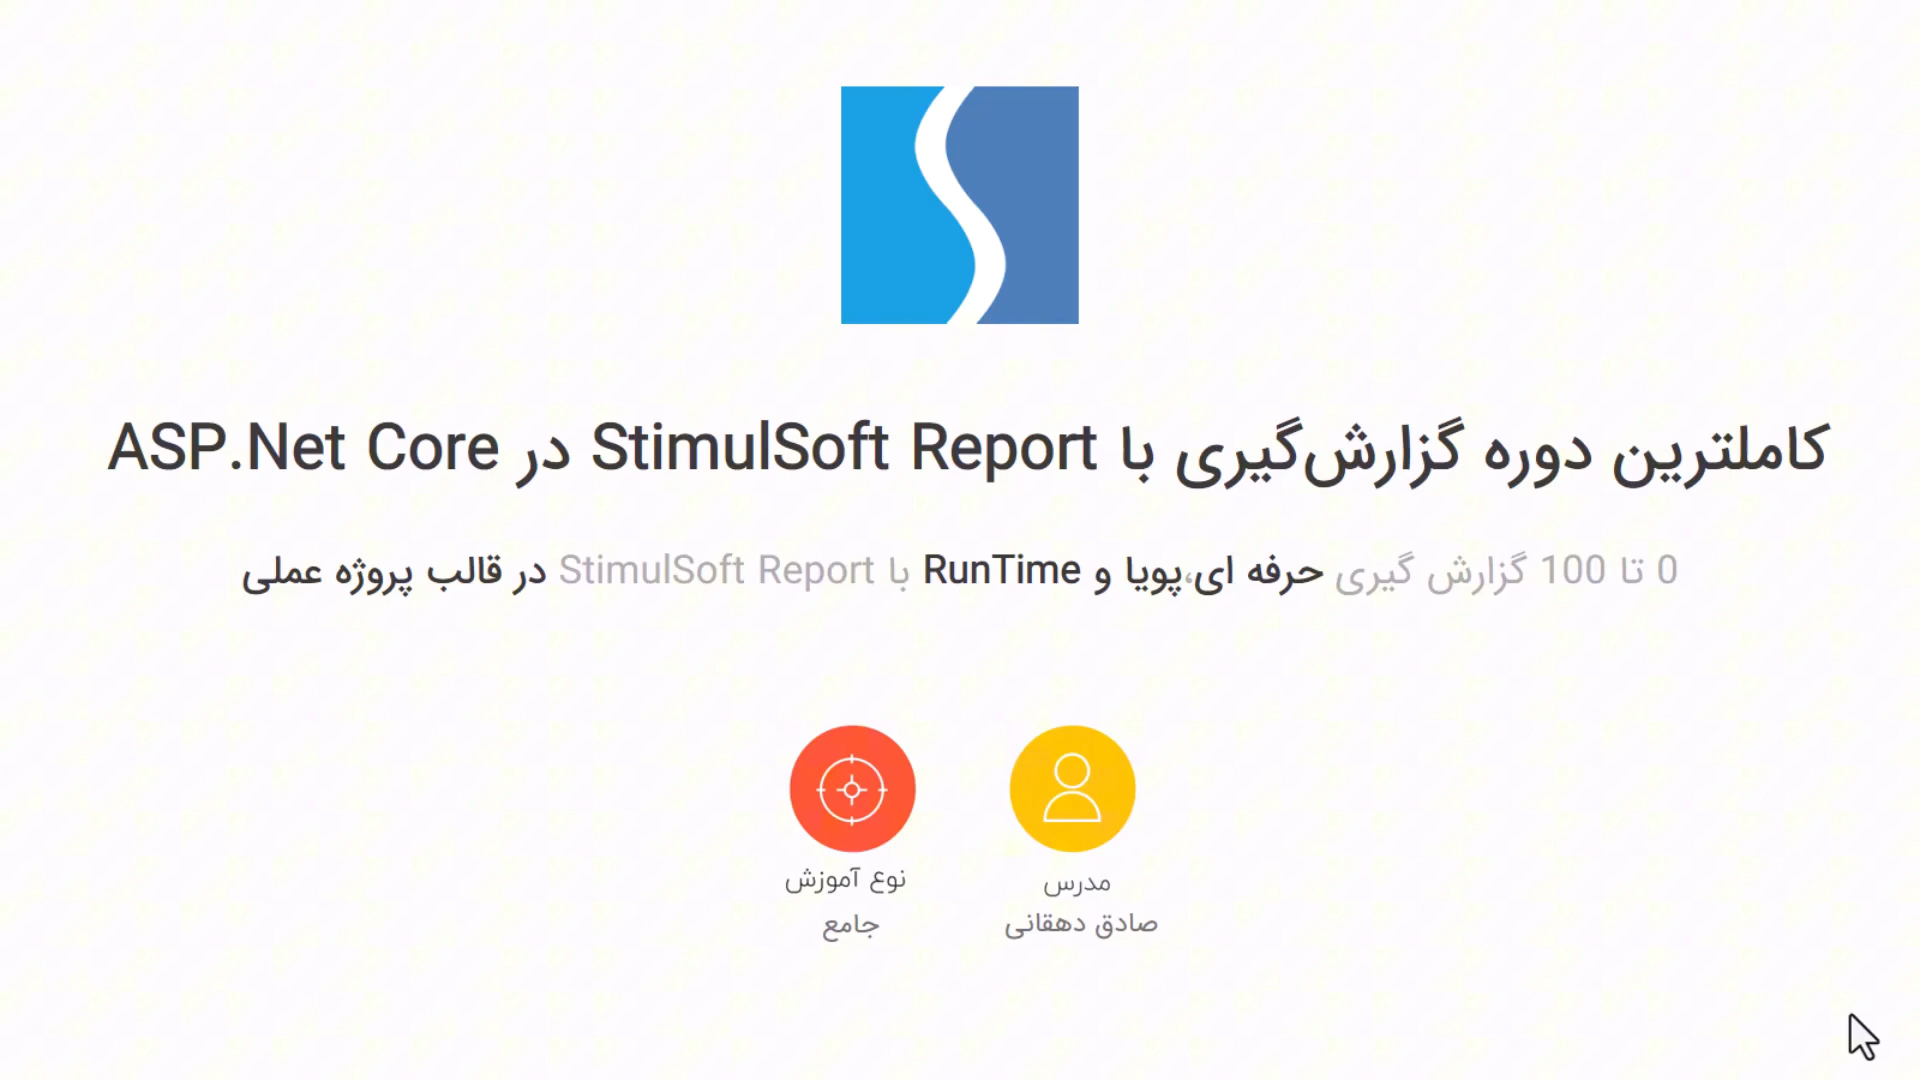 کاملترین دوره گزارش‌گیری با StimulSoft Report در ASP.Net Core
0 تا 100 گزارش گیری حرفه ای،پویا و RunTime با StimulSoft Report در قالب پروژه عملی
مدرس
صادق دهقانی
نوع آموزش
جامع